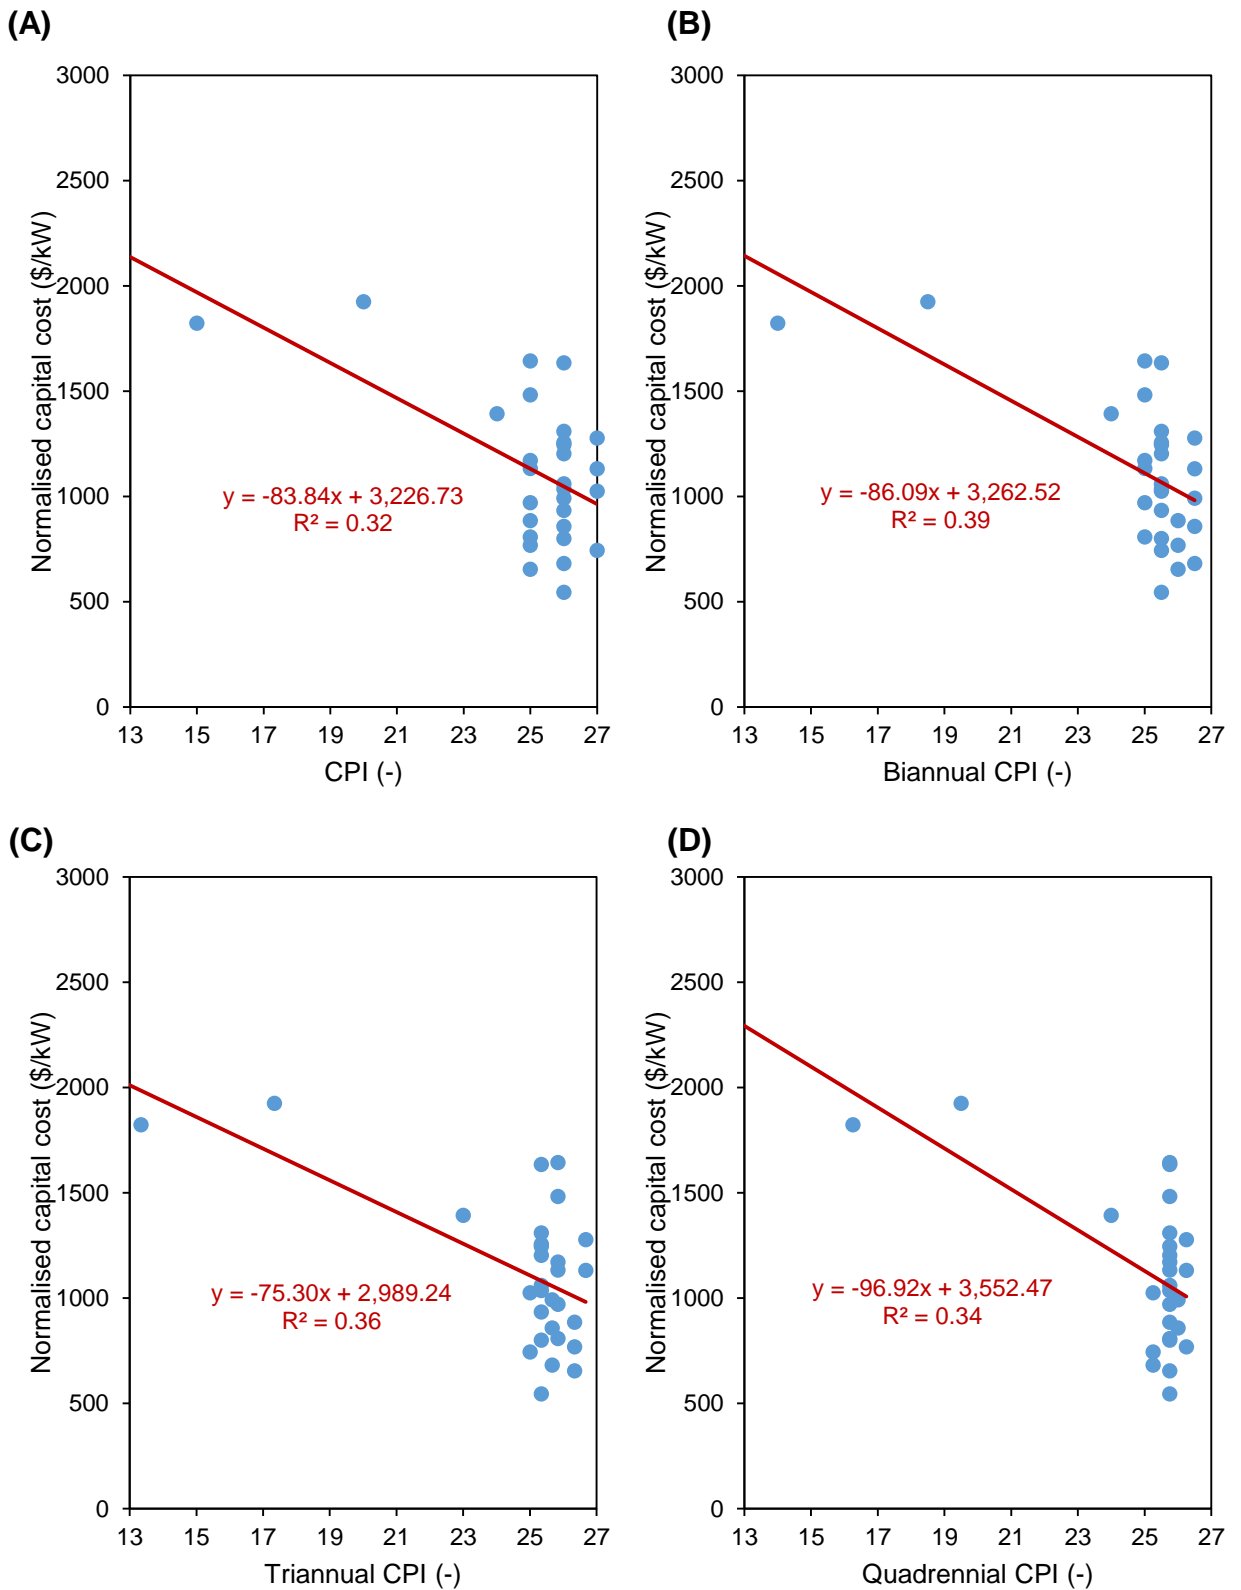 (A)
3000
2500
2000
1500
1000
500
0
13 15 17 19 21 23 25 27
Normalised capital cost ($/kW)
CPI (-)
y = -83.84x + 3,226.73
R² = 0.32
(B)
3000
2500
2000
1500
1000
500
0
13 15 17 19 21 23 25 27
Normalised capital cost ($/kW)
Biannual CPI (-)
y = -86.09x + 3,262.52
R² = 0.39
(C)
3000
2500
2000
1500
1000
500
0
13 15 17 19 21 23 25 27
Normalised capital cost ($/kW)
Triannual CPI (-)
y = -75.30x + 2,989.24
R² = 0.36
(D)
3000
2500
2000
1500
1000
500
0
13 15 17 19 21 23 25 27
Normalised capital cost ($/kW)
Quadrennial CPI (-)
y = -96.92x + 3,552.47
R² = 0.34